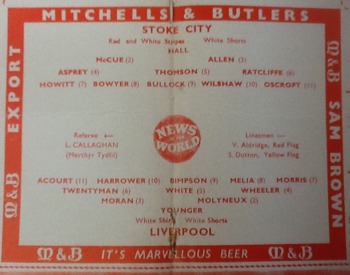 MITCHELLS & BUTLERS
STOKE CITY
Red and White Stripes White Shorts
HALL
McCUE (2) ALLEN (3)
ASPREY (4) THOMSON (5) RATCLIFFE (6)
HOWITT (7) BOWYER (8) BULLOCK (9) WILSHAW (10) OSCROFT (11)
EXPORT
M&B
M&B
SAM BROWN
Referee
L. CALLAGHAN
(Merthyr Tydfil)
NEWS OF THE WORLD
Linesmen
V. Aldridge, Red Flag
S. Dutton, Yellow Flag
ACOURT (11) HARROWER (10) BIMPSON (9) MELIA (8) MORRIS (7)
TWENTYMAN (6) WHITE (5) WHEELER (4)
MORAN (3) MOLYNEUX (2)
YOUNGER
White Shirts White Shorts
LIVERPOOL
M&B
M&B
M&B IT'S MARVELLOUS BEER M&B